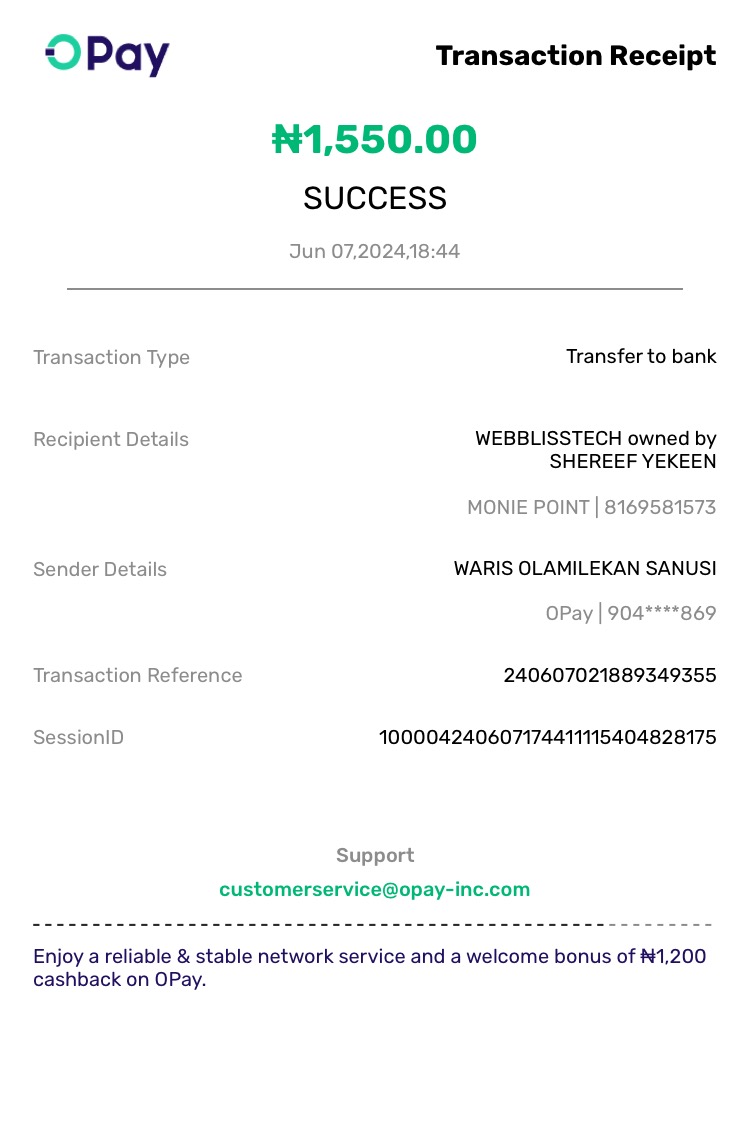 OPay
Transaction Receipt
₦1,550.00
SUCCESS
Jun 07,2024,18:44
Transaction Type
Transfer to bank
Recipient Details
WEBBLISSTECH owned by
SHEREEF YEKEEN
MONIE POINT | 8169581573
Sender Details
WARIS OLAMILEKAN SANUSI
OPay | 904****869
Transaction Reference
240607021889349355
SessionID
100004240607174411115404828175
Support
customerservice@opay-inc.com
Enjoy a reliable & stable network service and a welcome bonus of ₦1,200
cashback on OPay.